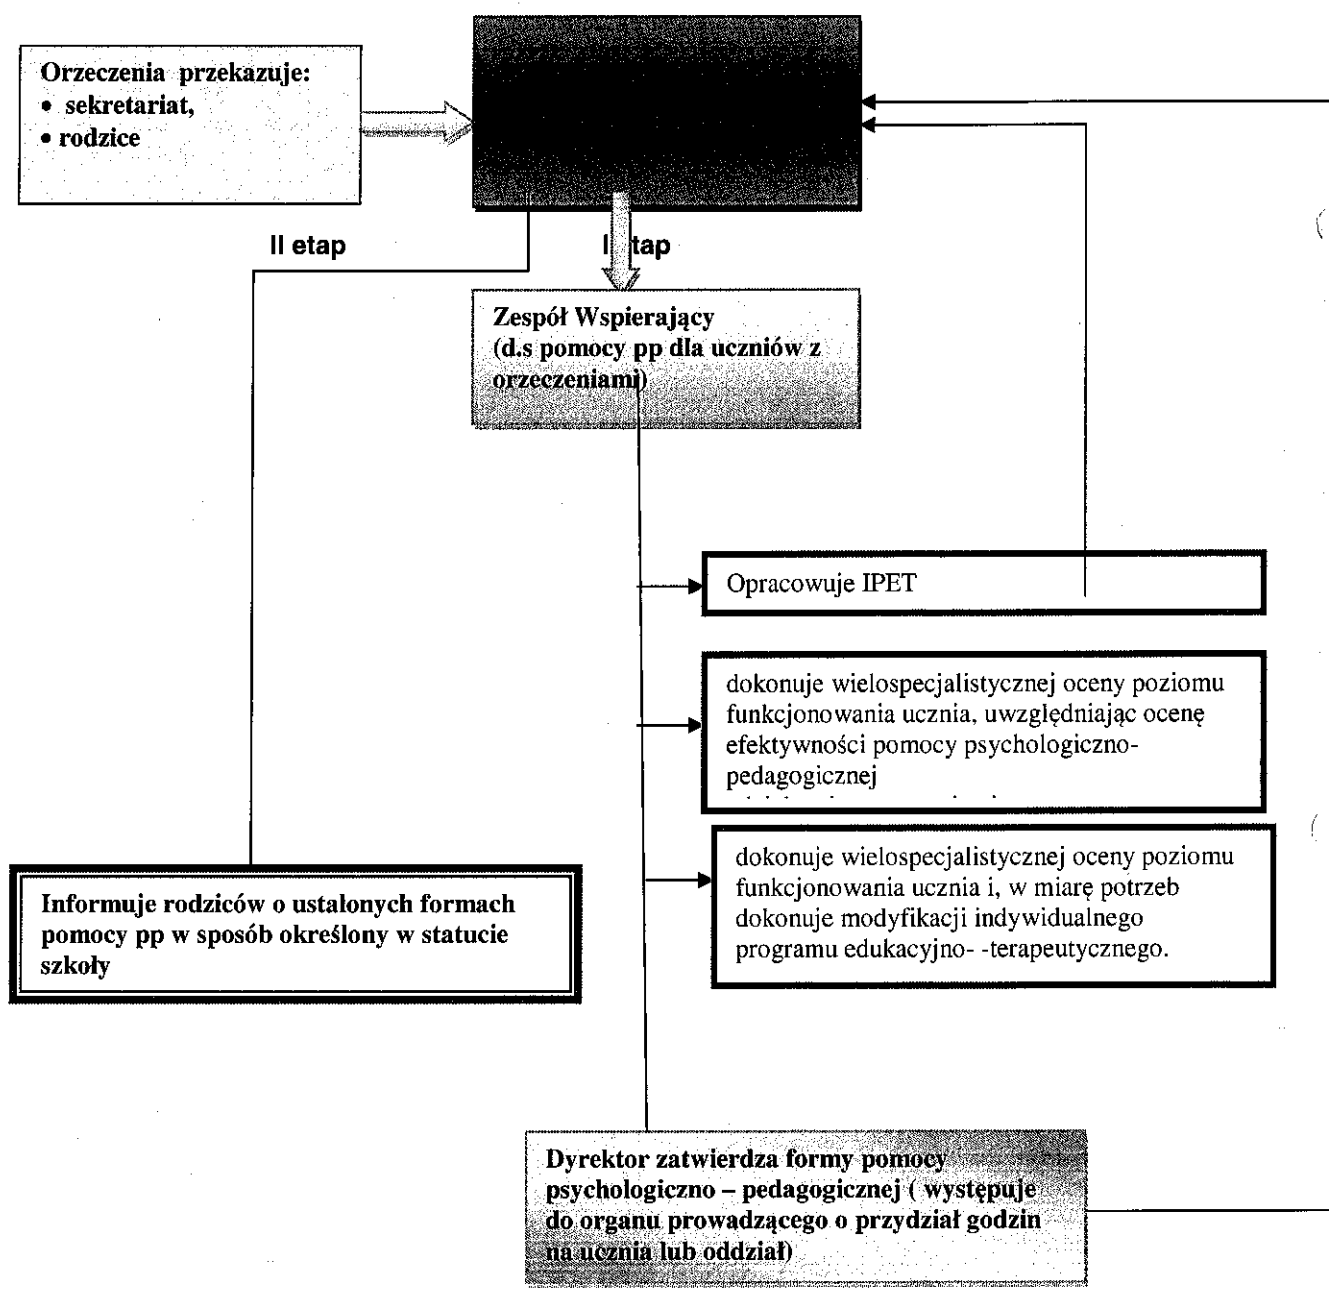 Orzeczenia przekazuje:
• sekretariat,
• rodzice
II etap
I etap
Zespół Wspierający
(d.s pomocy pp dla uczniów z
orzeczeniami)
Opracowuje IPET
dokonuje wielospecjalistycznej oceny poziomu
funkcjonowania ucznia, uwzględniając ocenę
efektywności pomocy psychologiczno-
pedagogicznej
dokonuje wielospecjalistycznej oceny poziomu
funkcjonowania ucznia i, w miarę potrzeb
dokonuje modyfikacji indywidualnego
programu edukacyjno- -terapeutycznego.
Informuje rodziców o ustalonych formach
pomocy pp w sposób określony w statucie
szkoły
Dyrektor zatwierdza formy pomocy
psychologiczno – pedagogicznej ( występuje
do organu prowadzącego o przydział godzin
na ucznia lub oddział)